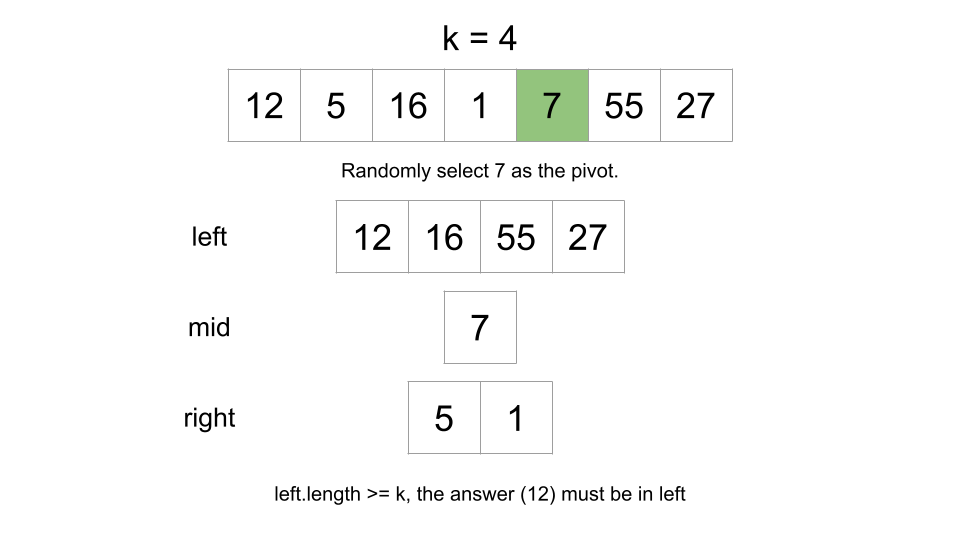 k = 4
12 5 16 1 7 55 27
Randomly select 7 as the pivot.
left 12 16 55 27
mid 7
right 5 1
left.length >= k, the answer (12) must be in left